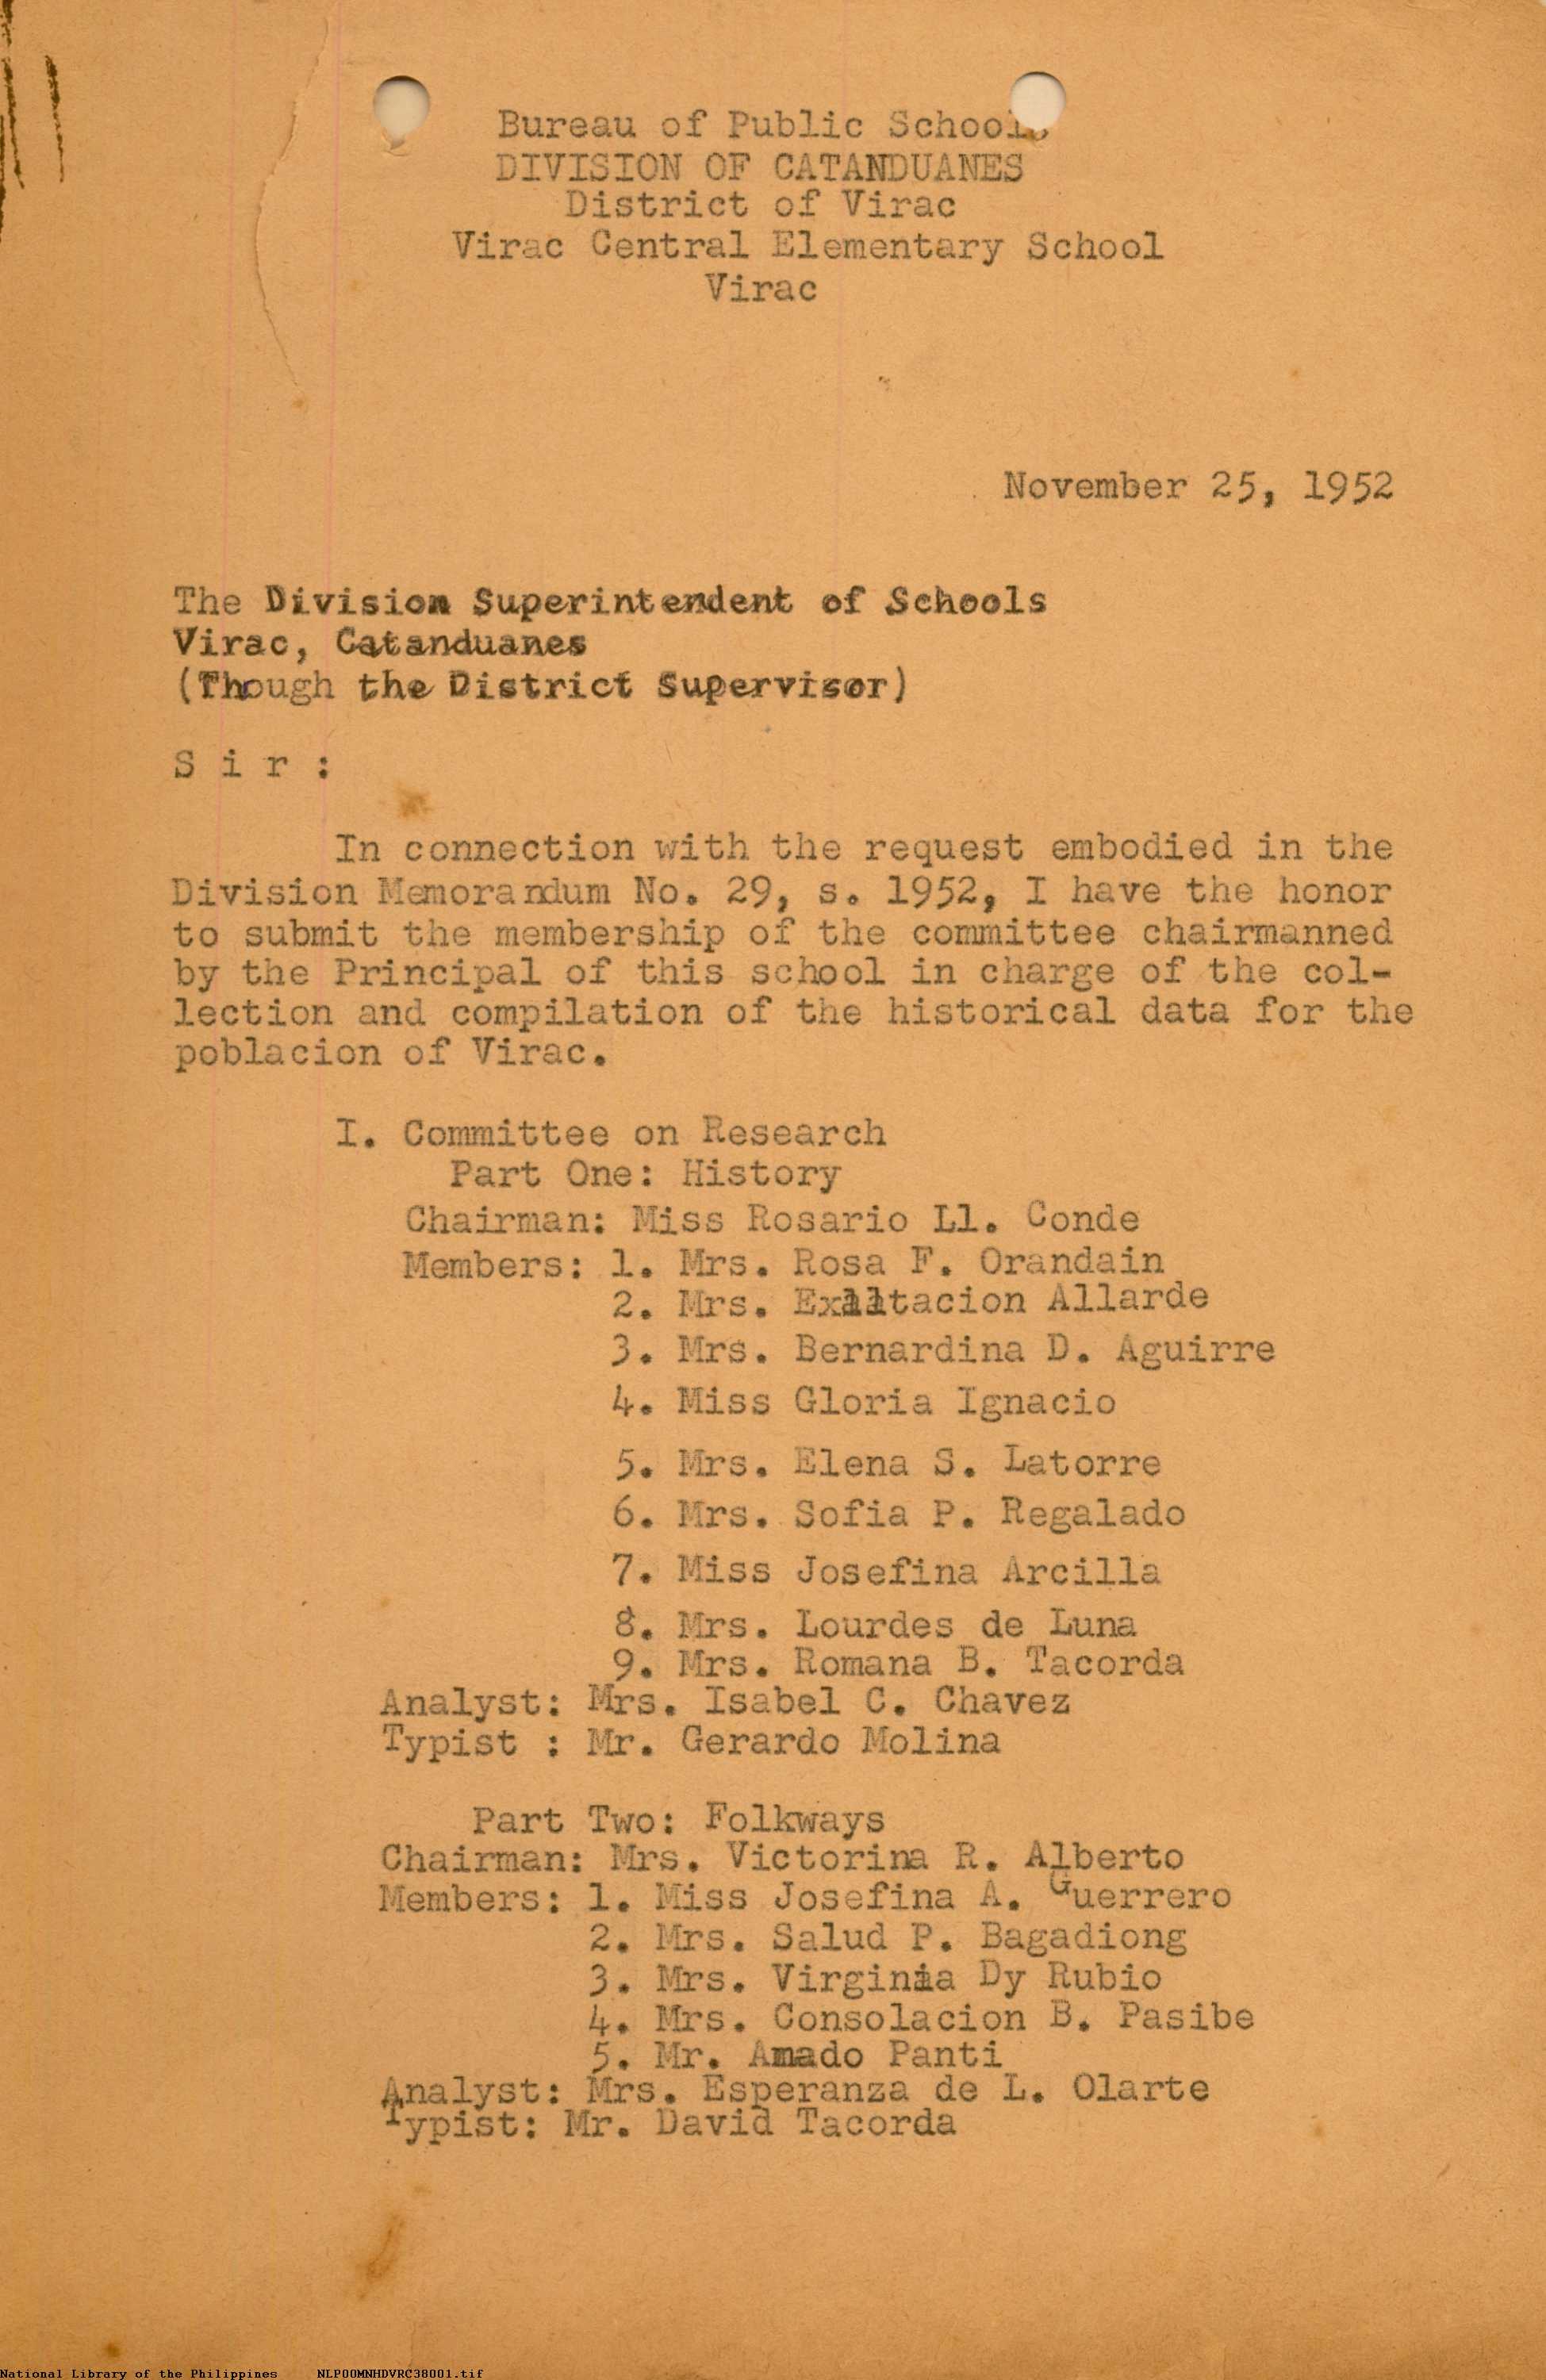 Bureau of Public Schools
DIVISION OF CATANDUANES
District of Virac
Virac Central Elementary School
Virac
November 25, 1952
The Division Superintendent of Schools
Virac, Catanduanes
(Though the District Supervisor)
S i r :
In connection with the request embodied in the
Division Memorandum No. 29, s. 1952, I have the honor
to submit the membership of the committee chairmanned
by the Principal of this school in charge of the col-
lection and compilation of the historical data for the
poblacion of Virac.
I. Committee on Research
Part One: History
Chairman: Miss Rosario Ll. Conde
Members: 1. Mrs. Rosa F. Orandain
2. Mrs. Allarde
3. Mrs. Bernardina D. Aguirre
4. Miss Gloria Ignacio
5. Mrs. Elena S. Latorre
6. Mrs. Sofia P. Regalado
7. Miss Josefina Arcilla
8. Mrs. Lourdes de Luna
9. Mrs. Romana B. Tacorda
Analyst: Mrs. Isabel C. Chavez
Typist : Mr. Gerardo Molina
Part Two: Folkways
Chairman: Mrs. Victorina R. Alberto
Members: 1. Miss Josefina A. Guerrero
2. Mrs. Salud P. Bagadiong
3. Mrs. Virginia Dy Rubio
4. Mrs. Consolacion B. Pasibe
5. Mr. Amado Panti
Analyst: Mrs. Esperanza de L. Olarte
Typist: Mr. David Tacorda
National Library of the Philippines NLP00MNHDVRC38001.tif